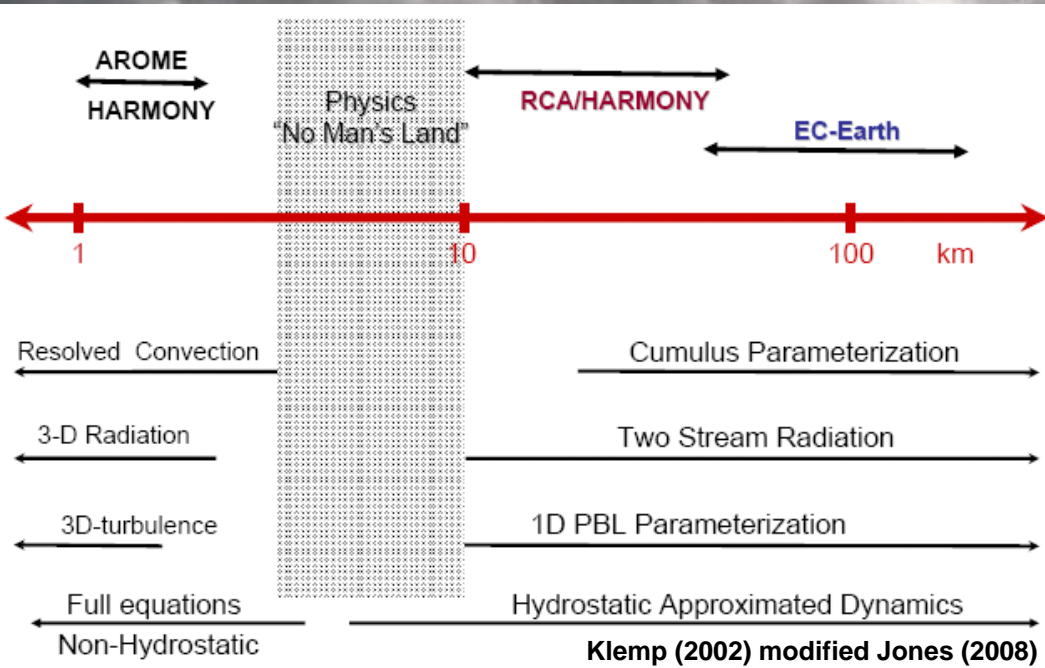 AROME
HARMONY
Physics
"No Man's Land"
RCA/HARMONY
EC-Earth
1
10
100
km
Resolved Convection
Cumulus Parameterization
3-D Radiation
Two Stream Radiation
3D-turbulence
1D PBL Parameterization
Full equations
Non-Hydrostatic
Hydrostatic Approximated Dynamics
Klemp (2002) modified Jones (2008)